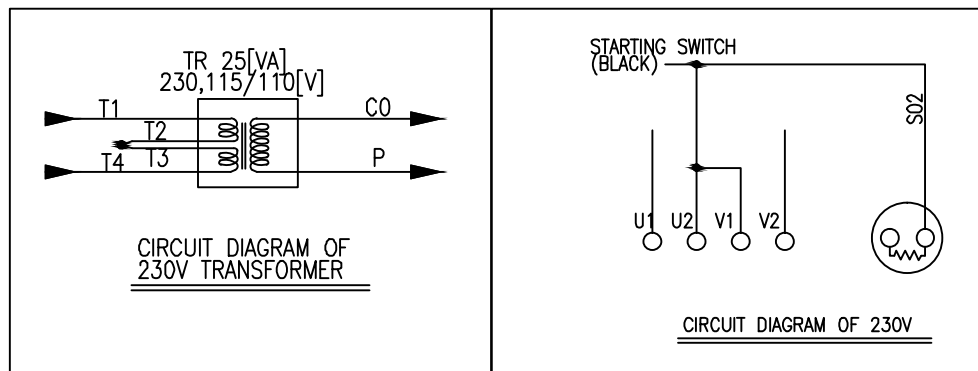 TR 25[VA]
230,115/110[V]
T1
CO
T2
T3
T4
P
CIRCUIT DIAGRAM OF
230V TRANSFORMER
STARTING SWITCH
(BLACK)
S02
U1 U2 V1 V2
CIRCUIT DIAGRAM OF 230V